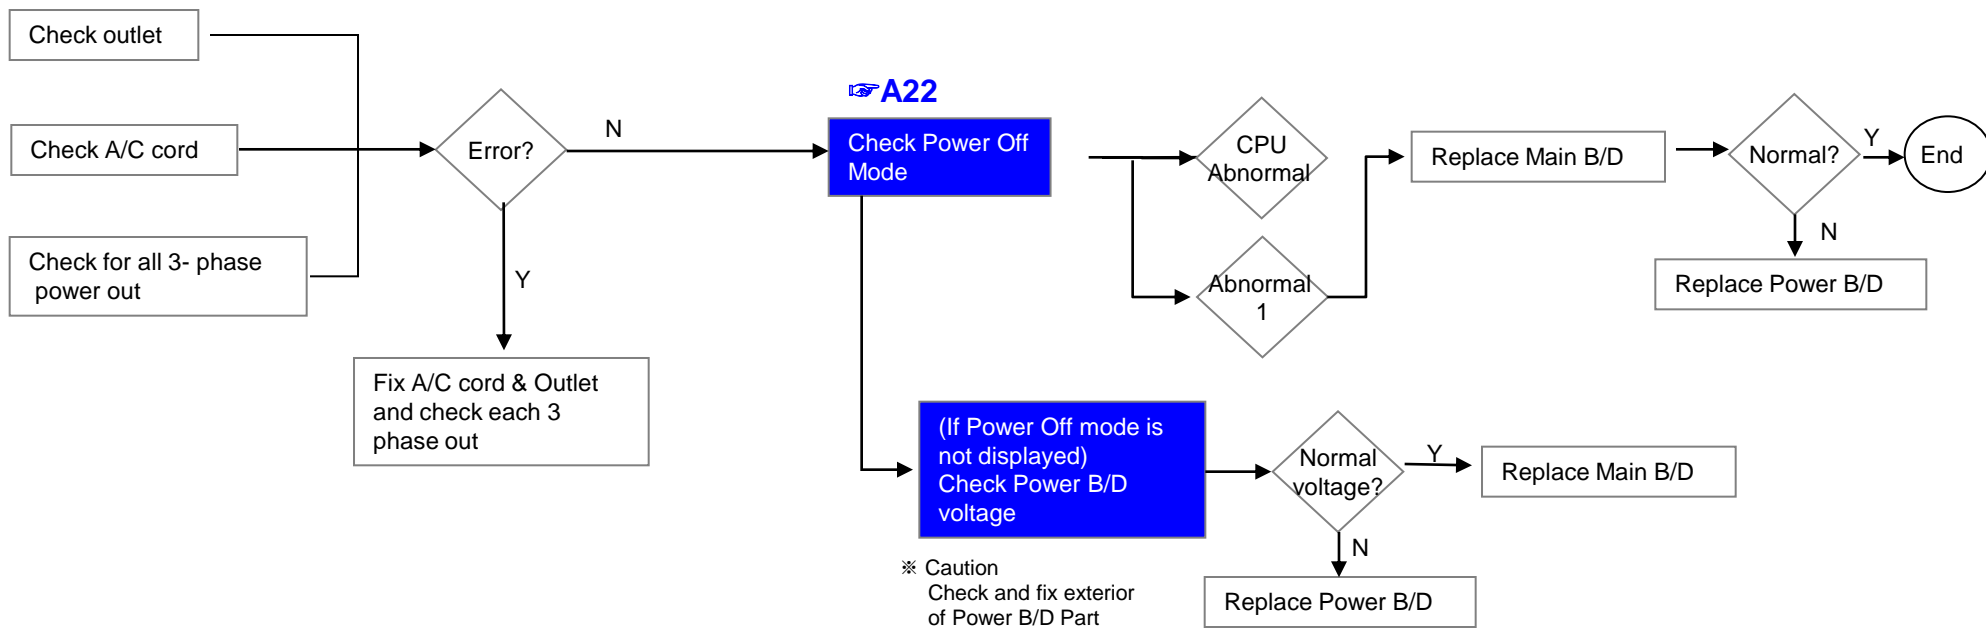 Check outlet
Check A/C cord
Check for all 3- phase
power out
Error?
N
Y
Fix A/C cord & Outlet
and check each 3
phase out
☞A22
Check Power Off
Mode
CPU
Abnormal
Abnormal
1
Replace Main B/D
Normal?
Y
End
N
Replace Power B/D
(If Power Off mode is
not displayed)
Check Power B/D
voltage
※ Caution
Check and fix exterior
of Power B/D Part
Normal
voltage?
Y
Replace Main B/D
N
Replace Power B/D